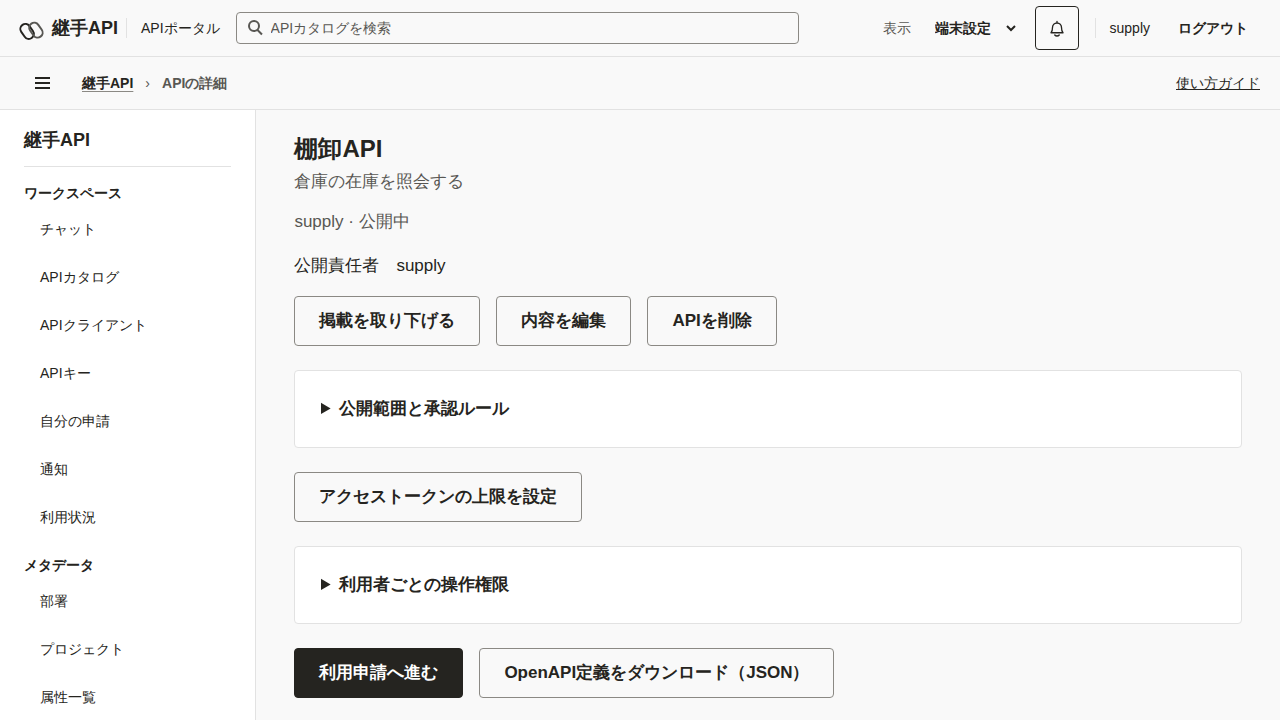 継手API
APIポータル
APIカタログを検索
表示
端末設定
supply
ログアウト
継手API › APIの詳細
使い方ガイド
継手API
ワークスペース
チャット
APIカタログ
APIクライアント
APIキー
自分の申請
通知
利用状況
メタデータ
部署
プロジェクト
属性一覧
棚卸API
倉庫の在庫を照会する
supply · 公開中
公開責任者 supply
掲載を取り下げる
内容を編集
APIを削除
公開範囲と承認ルール
アクセストークンの上限を設定
利用者ごとの操作権限
利用申請へ進む
OpenAPI定義をダウンロード（JSON）